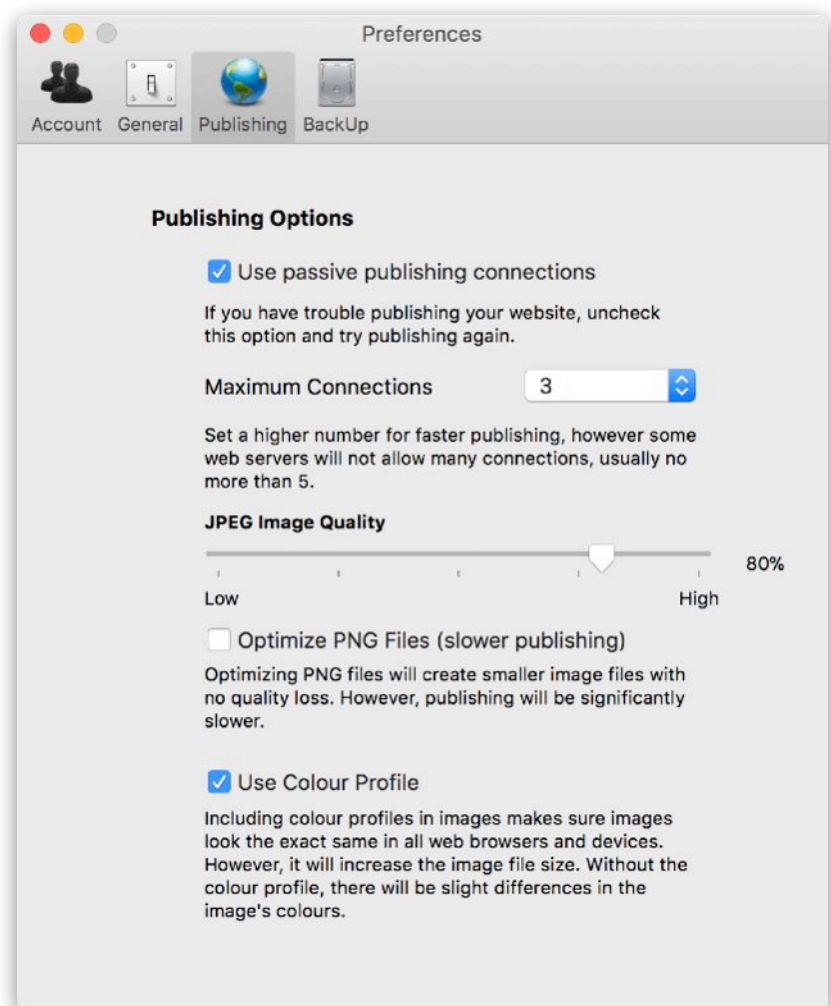 Preferences
Account General Publishing BackUp
Publishing Options
Use passive publishing connections
If you have trouble publishing your website, uncheck
this option and try publishing again.
Maximum Connections 3
Set a higher number for faster publishing, however some
web servers will not allow many connections, usually no
more than 5.
JPEG Image Quality
80%
Low High
Optimize PNG Files (slower publishing)
Optimizing PNG files will create smaller image files with
no quality loss. However, publishing will be significantly
slower.
Use Colour Profile
Including colour profiles in images makes sure images
look the exact same in all web browsers and devices.
However, it will increase the image file size. Without the
colour profile, there will be slight differences in the
image's colours.